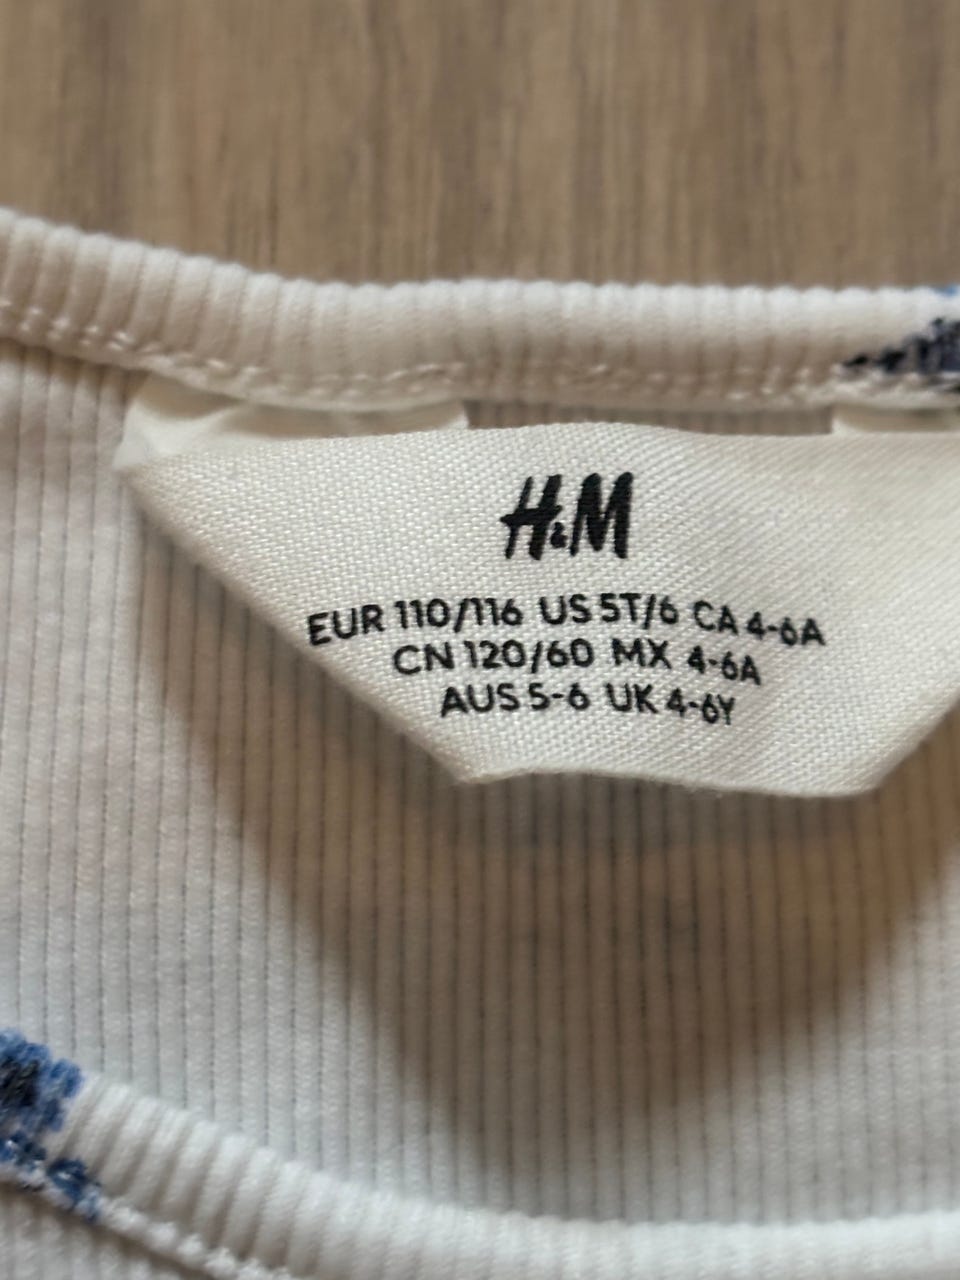 H&M
EUR 110/116 US 5T/6 CA 4-6A
CN 120/60 MX 4-6A
AUS 5-6 UK 4-6Y